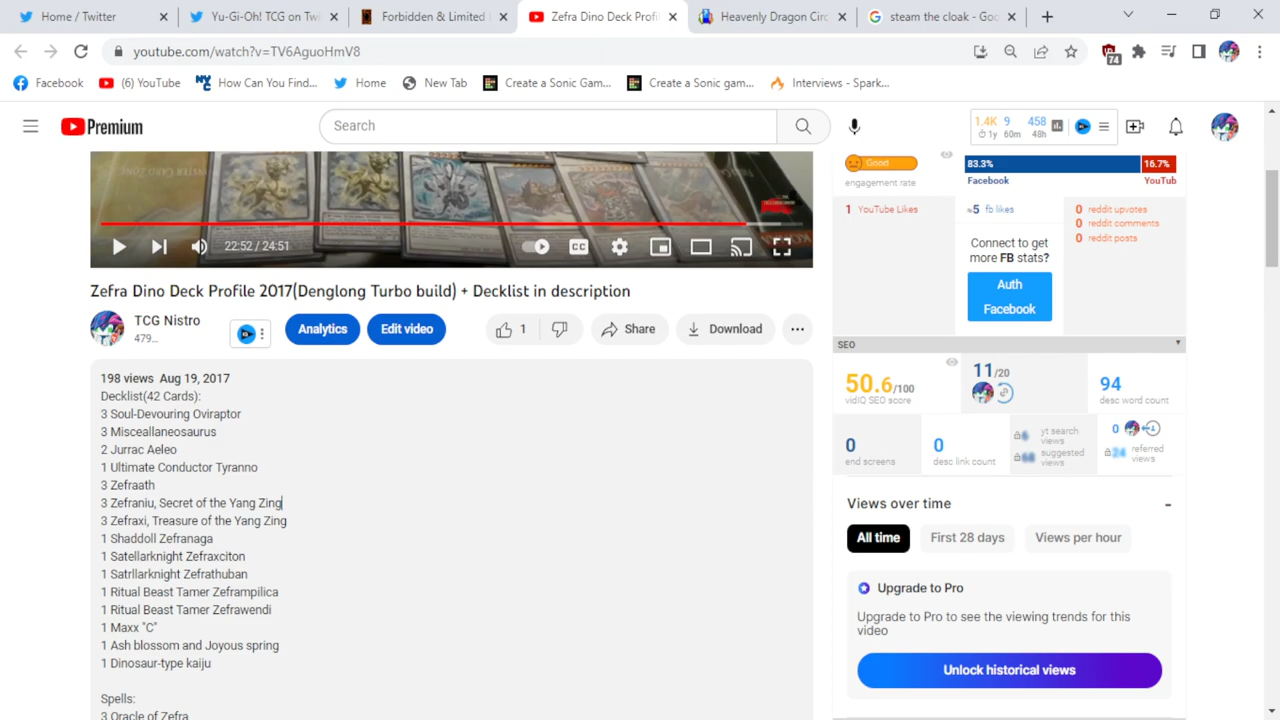 Home / Twitter
Yu-Gi-Oh! TCG on Twi
Forbidden & Limited
Zefra Dino Deck Profi
Heavenly Dragon Circ
steam the cloak - Goo
youtube.com/watch?v=TV6AguoHmV8
74
Facebook
(6) YouTube
How Can You Find...
Home
New Tab
Create a Sonic Gam...
Create a Sonic gam...
Interviews - Spark...
Premium
Search
1.4K 9 458
1y 60m 48h
22:52 / 24:51
CC
Zefra Dino Deck Profile 2017(Denglong Turbo build) + Decklist in description
TCG Nistro
479...
Analytics
Edit video
1
Share
Download
198 views Aug 19, 2017
Decklist(42 Cards):
3 Soul-Devouring Oviraptor
3 Misceallaneosaurus
2 Jurrac Aeleo
1 Ultimate Conductor Tyranno
3 Zefraath
3 Zefraniu, Secret of the Yang Zing
3 Zefraxi, Treasure of the Yang Zing
1 Shaddoll Zefranaga
1 Satellarknight Zefraxciton
1 Satrllarknight Zefrathuban
1 Ritual Beast Tamer Zeframpilica
1 Ritual Beast Tamer Zefrawendi
1 Maxx "C"
1 Ash blossom and Joyous spring
1 Dinosaur-type kaiju
Spells:
3 Oracle of Zefra
Good
engagement rate
83.3%
16.7%
Facebook
YouTub
1 YouTube Likes
≈5 fb likes
0 reddit upvotes
0 reddit comments
0 reddit posts
Connect to get
more FB stats?
Auth
Facebook
SEO
50.6/100
vidIQ SEO score
11/20
94
desc word count
0
end screens
0
desc link count
yt search
views
suggested
views
0
referred
views
Views over time
-
All time
First 28 days
Views per hour
Upgrade to Pro
Upgrade to Pro to see the viewing trends for this
video
Unlock historical views